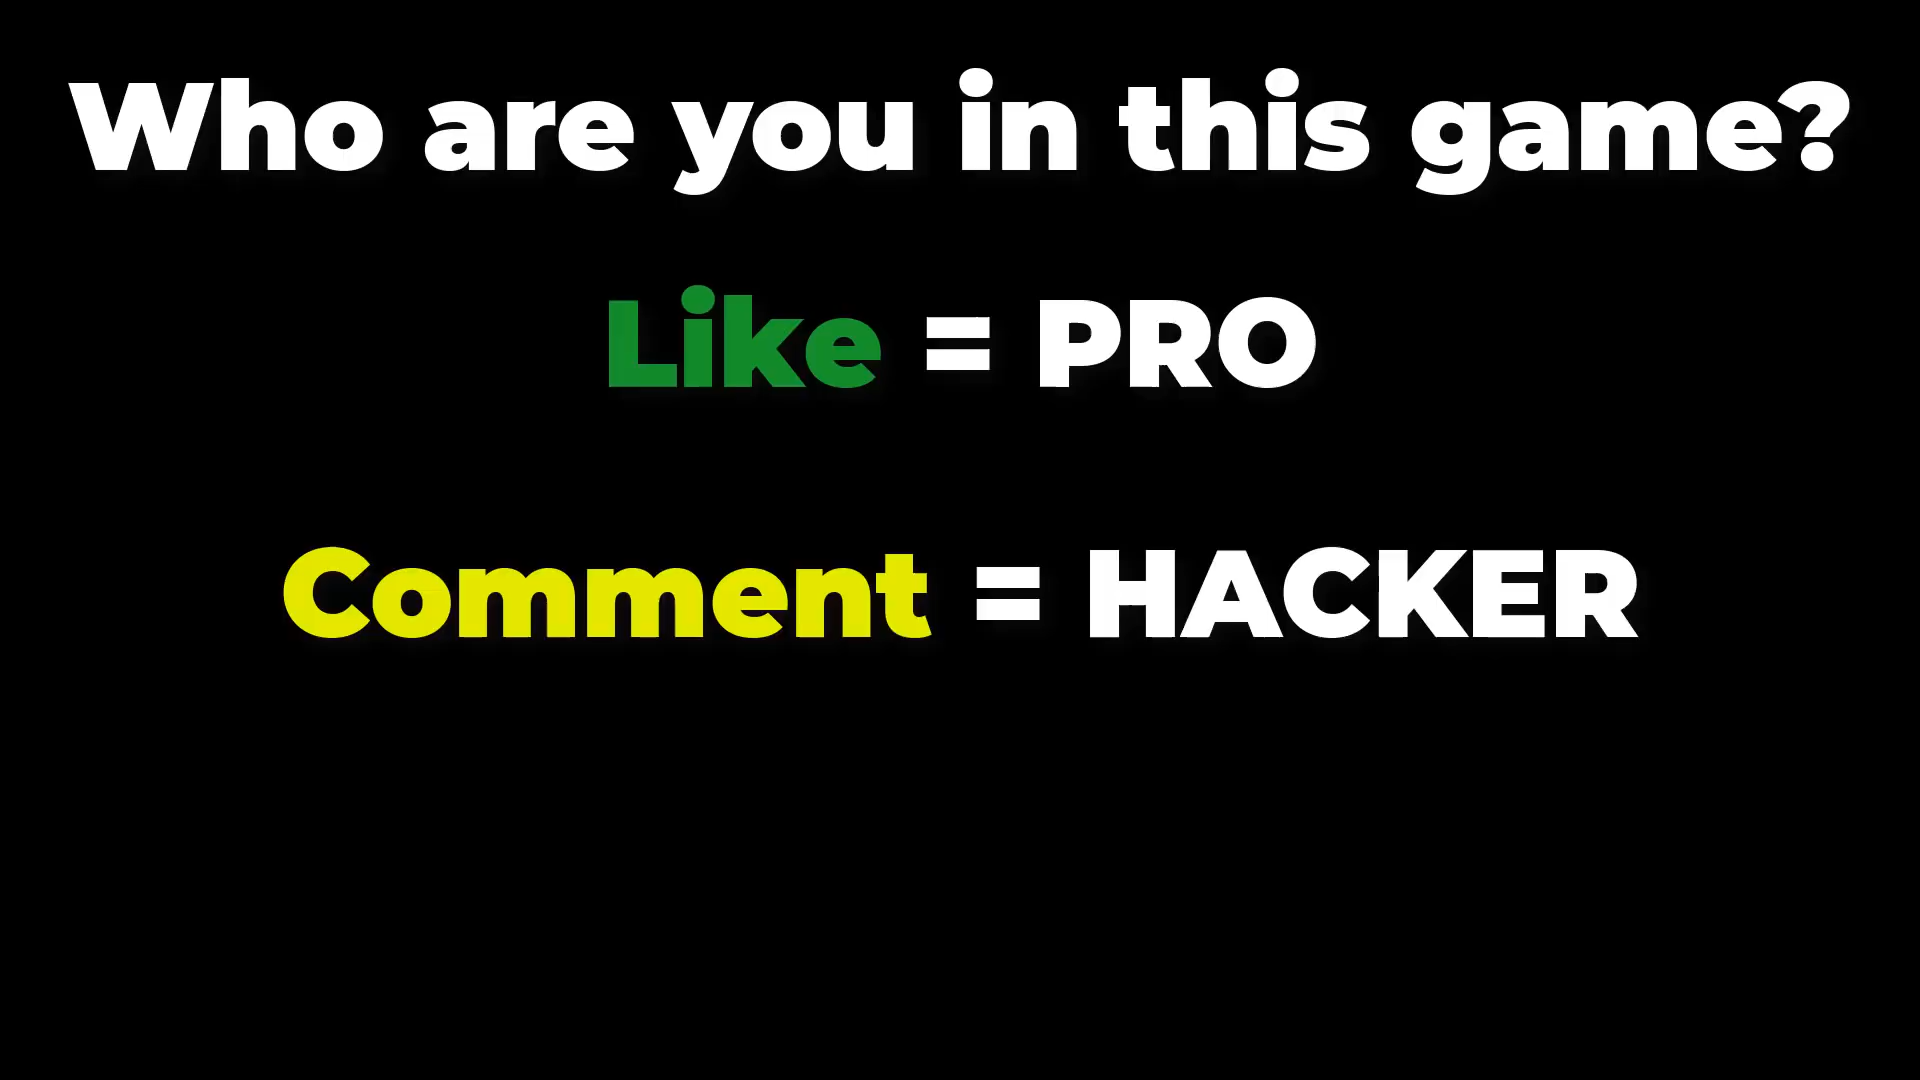 Who are you in this game?
Like = PRO
Comment = HACKER